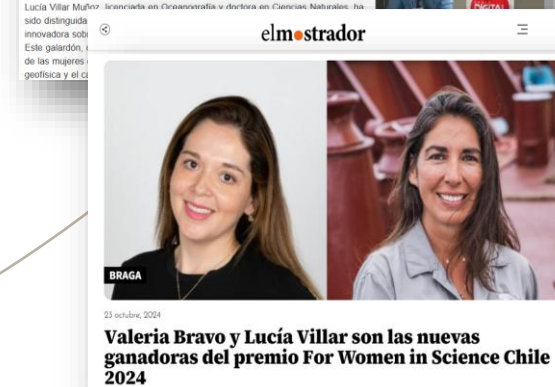 Lucía Villar Muñoz, licenciada en Oceanografía y doctora en Ciencias Naturales, ha
sido distinguida
innovadora
Este galardón,
de las mujeres
geofísica y el
DIGITAL
elmostrador
BRAGA
23 octubre, 2024
Valeria Bravo y Lucía Villar son las nuevas
ganadoras del premio For Women in Science Chile
2024